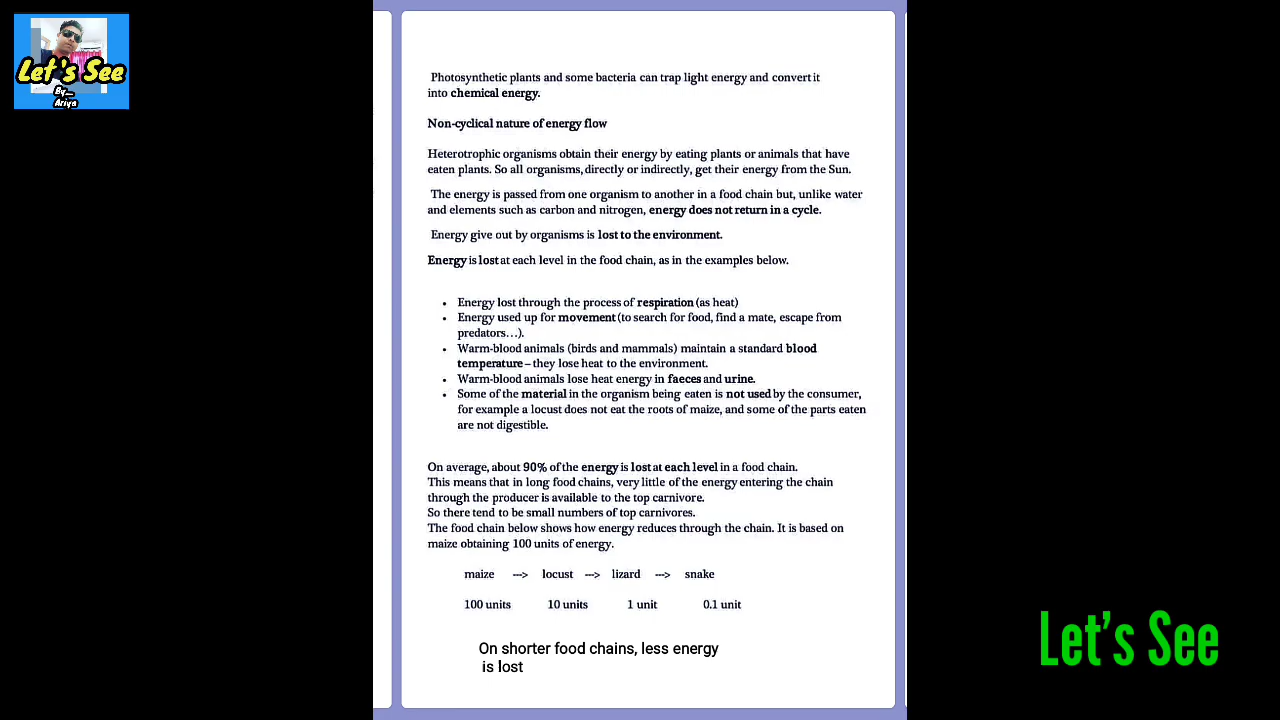 Let's See
By_
Ariya
Photosynthetic plants and some bacteria can trap light energy and convert it
into chemical energy.
Non-cyclical nature of energy flow
Heterotrophic organisms obtain their energy by eating plants or animals that have
eaten plants. So all organisms, directly or indirectly, get their energy from the Sun.
The energy is passed from one organism to another in a food chain but, unlike water
and elements such as carbon and nitrogen, energy does not return in a cycle.
Energy give out by organisms is lost to the environment.
Energy is lost at each level in the food chain, as in the examples below.
• Energy lost through the process of respiration (as heat)
• Energy used up for movement (to search for food, find a mate, escape from
predators…).
• Warm-blood animals (birds and mammals) maintain a standard blood
temperature – they lose heat to the environment.
• Warm-blood animals lose heat energy in faeces and urine.
• Some of the material in the organism being eaten is not used by the consumer,
for example a locust does not eat the roots of maize, and some of the parts eaten
are not digestible.
On average, about 90% of the energy is lost at each level in a food chain.
This means that in long food chains, very little of the energy entering the chain
through the producer is available to the top carnivore.
So there tend to be small numbers of top carnivores.
The food chain below shows how energy reduces through the chain. It is based on
maize obtaining 100 units of energy.
maize ---> locust ---> lizard ---> snake
100 units 10 units 1 unit 0.1 unit
On shorter food chains, less energy
is lost
Let's See